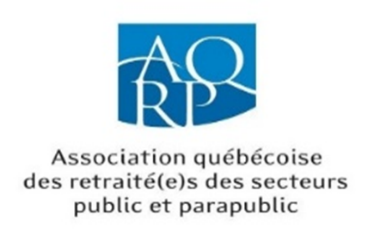 AQ
RP
Association québécoise
des retraité(e)s des secteurs
public et parapublic